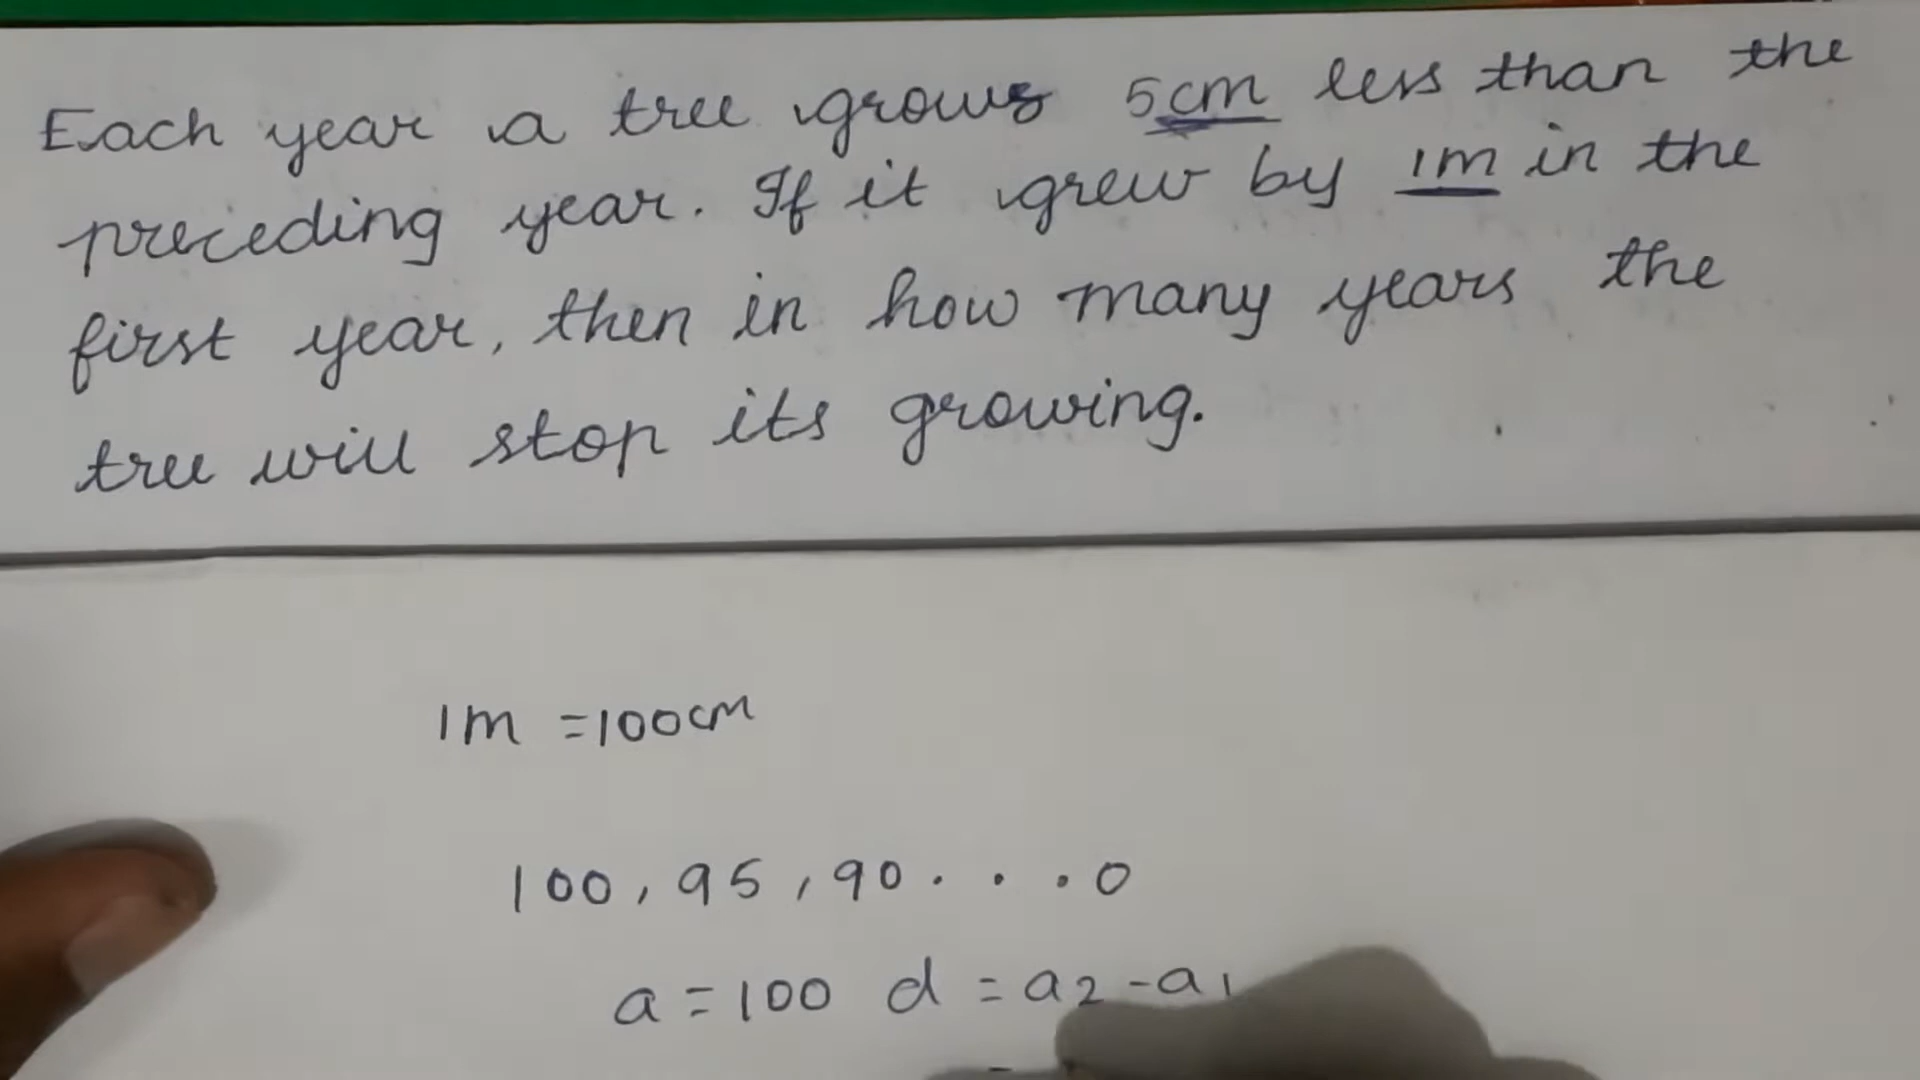 Each year a tree grows 5cm less than the
preceding year. If it grew by 1m in the
first year, then in how many years the
tree will stop its growing.
1m = 100cm
100, 95, 90 . . . 0
a = 100 d = a2 - a1